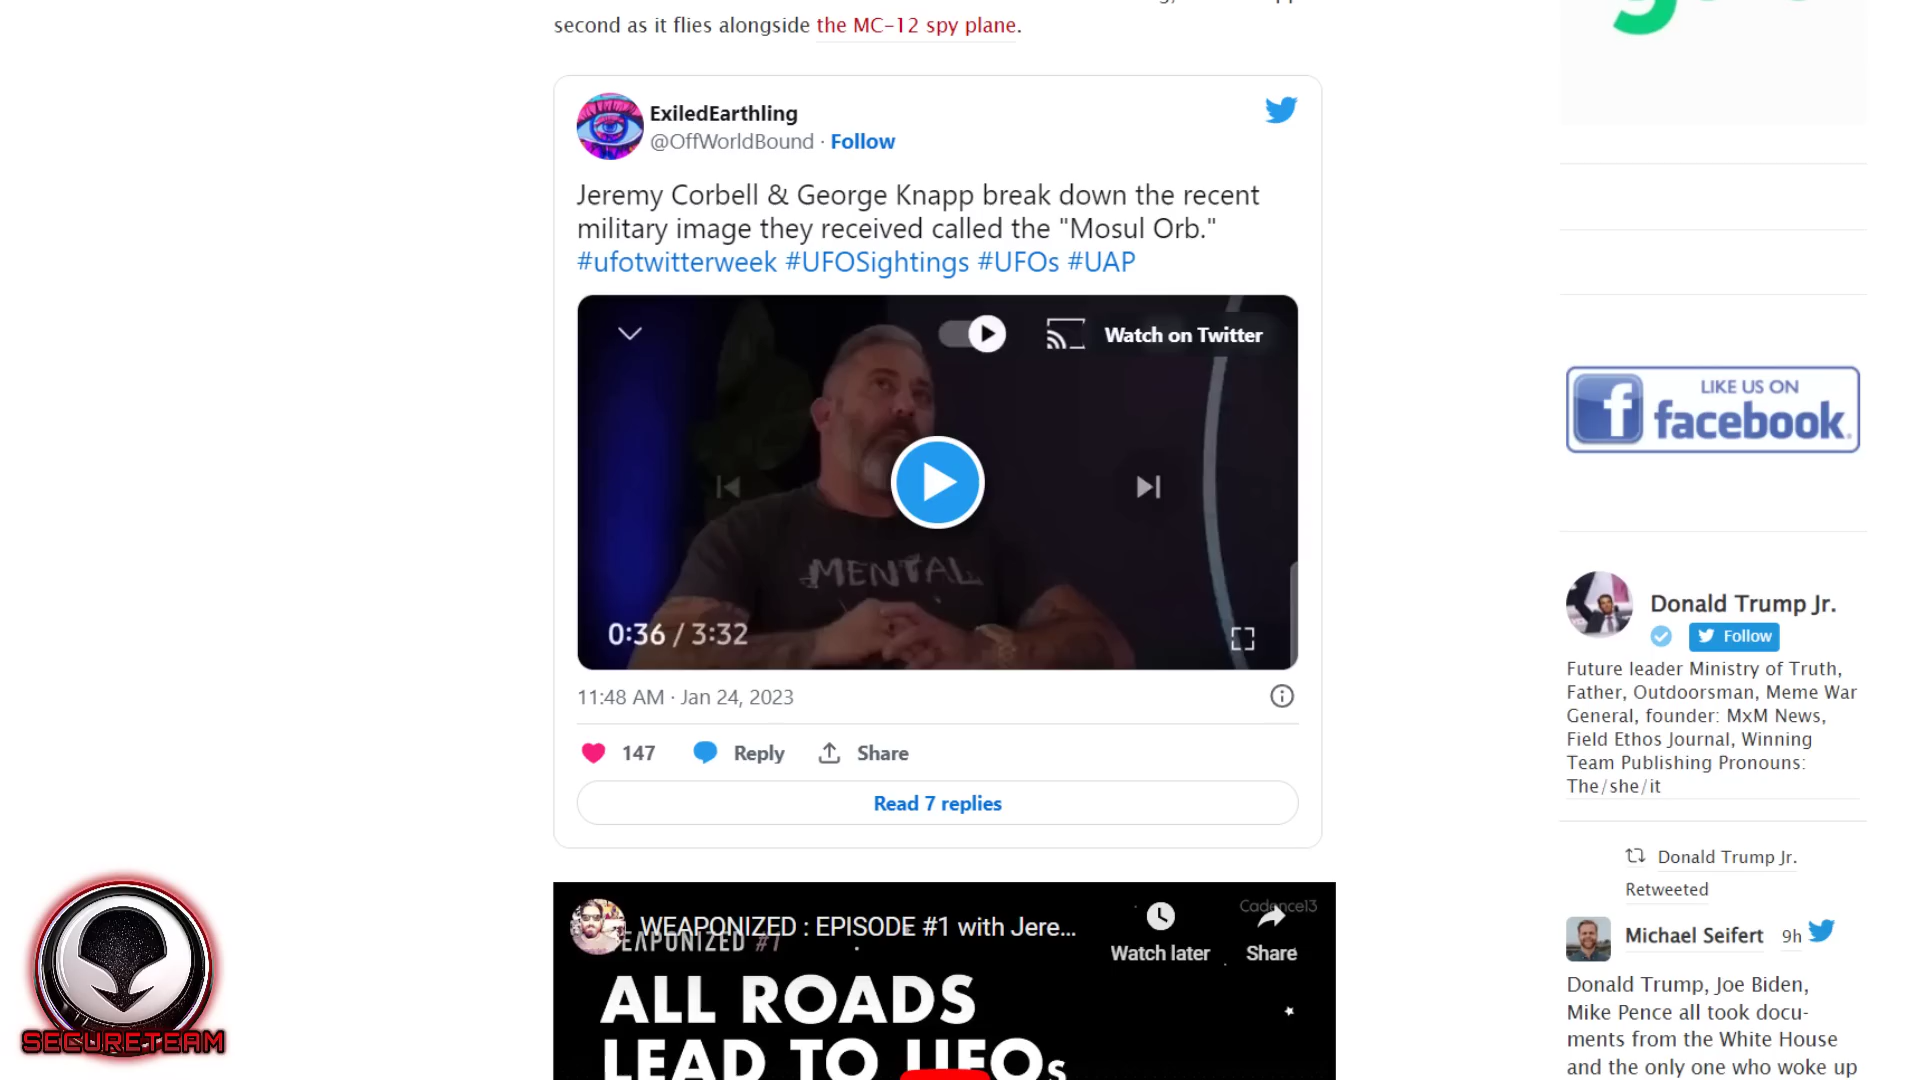 second as it flies alongside the MC-12 spy plane.
ExiledEarthling
@OffWorldBound · Follow
Jeremy Corbell & George Knapp break down the recent
military image they received called the "Mosul Orb."
#ufotwitterweek #UFOSightings #UFOs #UAP
Watch on Twitter
MENTAL
0:36 / 3:32
11:48 AM · Jan 24, 2023
147 Reply Share
Read 7 replies
WEAPONIZED : EPISODE #1 with Jere...
EAPONIZED #1
Watch later
Cadence13
Share
ALL ROADS
LEAD TO UFOs
LIKE US ON
facebook
Donald Trump Jr.
Follow
Future leader Ministry of Truth,
Father, Outdoorsman, Meme War
General, founder: MxM News,
Field Ethos Journal, Winning
Team Publishing Pronouns:
The/she/it
Donald Trump Jr.
Retweeted
Michael Seifert 9h
Donald Trump, Joe Biden,
Mike Pence all took docu-
ments from the White House
and the only one who woke up
SECURETEAM